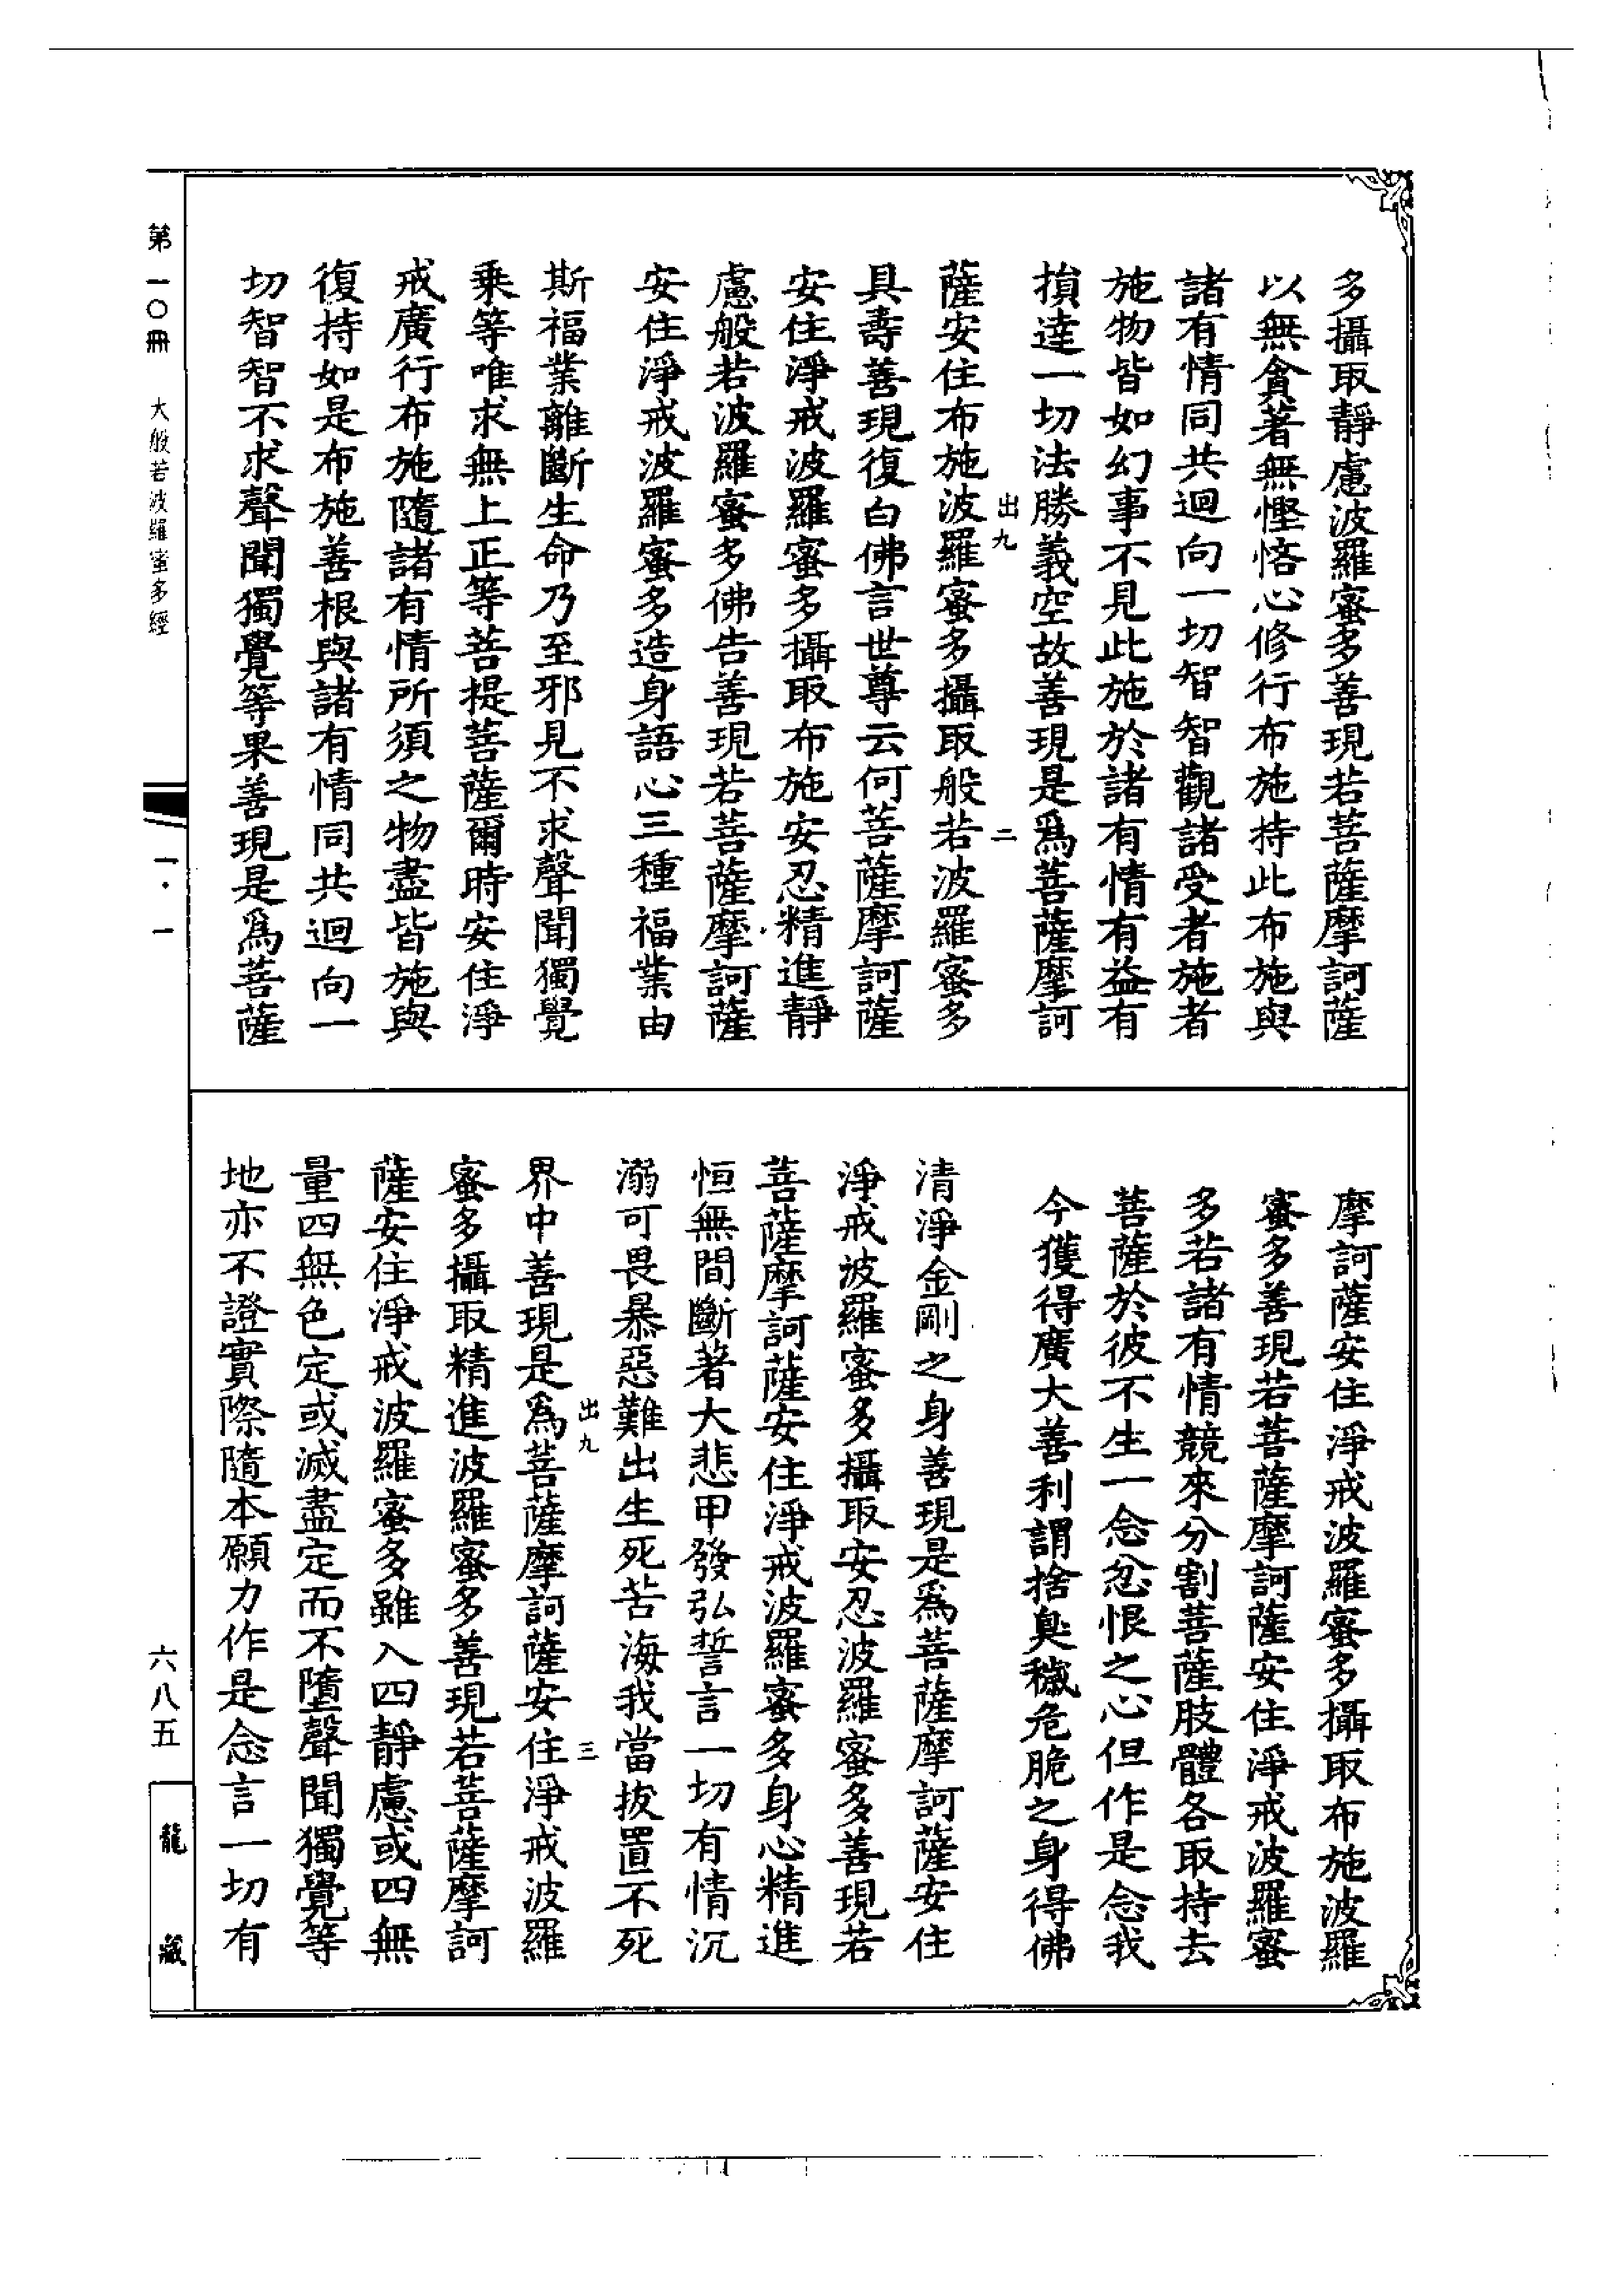 多攝取靜慮波羅蜜多善現若菩薩摩訶薩
以無貪著無慳悋心修行布施持此布施與
諸有情同共迴向一切智智觀諸受者施者
施物皆如幻事不見此施於諸有情有益有
損達一切法勝義空故善現是爲菩薩摩訶
出九 二
薩安住布施波羅蜜多攝取般若波羅蜜多
具壽善現復白佛言世尊云何菩薩摩訶薩
安住淨戒波羅蜜多攝取布施安忍精進靜
慮般若波羅蜜多佛告善現若菩薩摩訶薩
安住淨戒波羅蜜多造身語心三種福業由
斯福業離斷生命乃至邪見不求聲聞獨覺
乘等唯求無上正等菩提菩薩爾時安住淨
戒廣行布施隨諸有情所須之物盡皆施與
復持如是布施善根與諸有情同共迴向一
切智智不求聲聞獨覺等果善現是爲菩薩
摩訶薩安住淨戒波羅蜜多攝取布施波羅
蜜多善現若菩薩摩訶薩安住淨戒波羅蜜
多若諸有情競來分割菩薩肢體各取持去
菩薩於彼不生一念忿恨之心但作是念我
今獲得廣大善利謂捨臭穢危脆之身得佛
清淨金剛之身善現是爲菩薩摩訶薩安住
淨戒波羅蜜多攝取安忍波羅蜜多善現若
菩薩摩訶薩安住淨戒波羅蜜多身心精進
恒無間斷著大悲甲發弘誓言一切有情沉
溺可畏暴惡難出生死苦海我當拔置不死
出九 三
界中善現是爲菩薩摩訶薩安住淨戒波羅
蜜多攝取精進波羅蜜多善現若菩薩摩訶
薩安住淨戒波羅蜜多雖入四靜慮或四無
量四無色定或滅盡定而不墮聲聞獨覺等
地亦不證實際隨本願力作是念言一切有
第一〇冊 大般若波羅蜜多經
一·一
六八五
龍藏